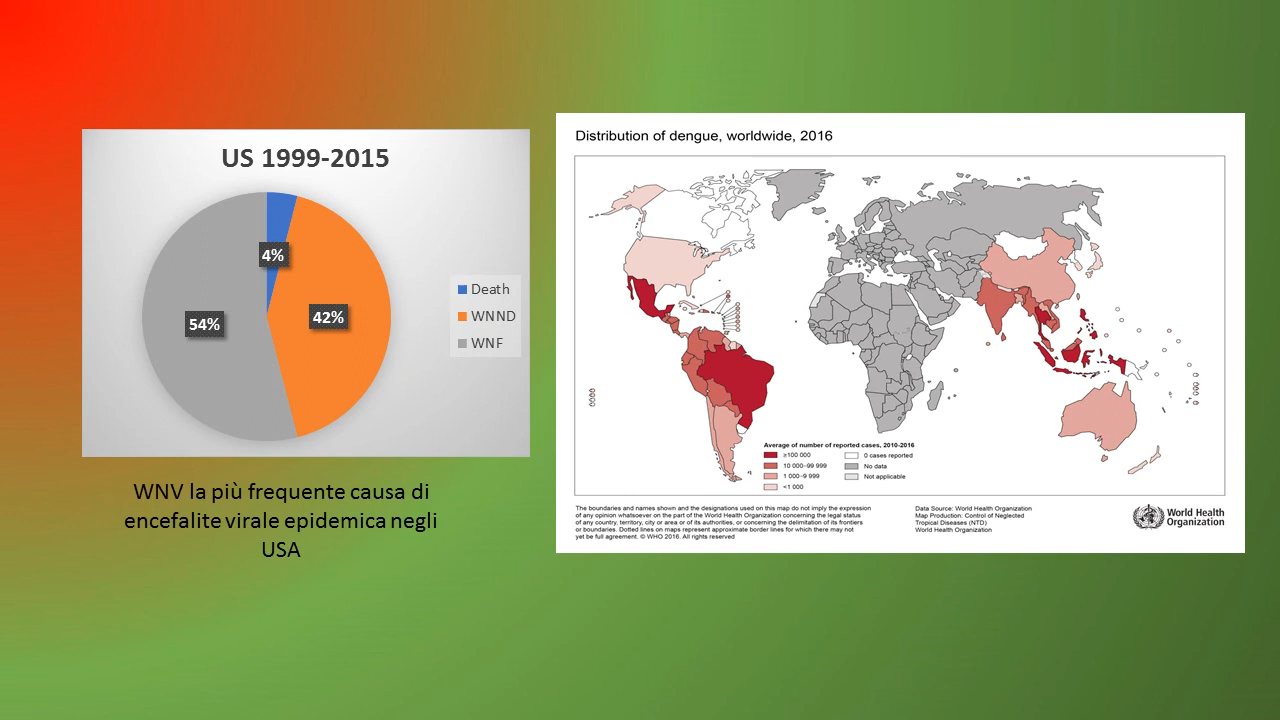 US 1999-2015
4%
42%
54%
Death
WNND
WNF
WNV la più frequente causa di
encefalite virale epidemica negli
USA
Distribution of dengue, worldwide, 2016
Average of number of reported cases, 2010-2016
≥100 000
10 000–99 999
1 000–9 999
<1 000
0 cases reported
No data
Not applicable
The boundaries and names shown and the designations used on this map do not imply the expression
of any opinion whatsoever on the part of the World Health Organization concerning the legal status
of any country, territory, city or area or of its authorities, or concerning the delimitation of its frontiers
or boundaries. Dotted lines on maps represent approximate border lines for which there may not
yet be full agreement. © WHO 2016. All rights reserved
Data Source: World Health Organization
Map Production: Control of Neglected
Tropical Diseases (NTD)
World Health Organization
World Health
Organization